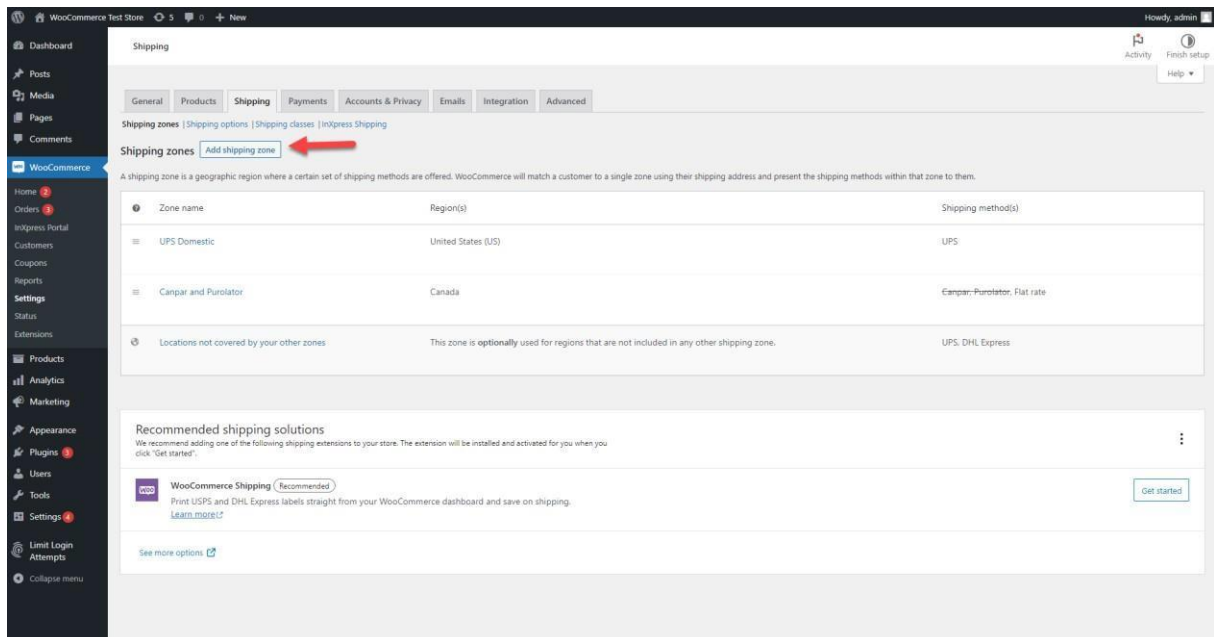 WooCommerce Test Store 5 0 + New Howdy, admin
Dashboard
Posts
Media
Pages
Comments
WooCommerce
Home 2
Orders 3
InXpress Portal
Customers
Coupons
Reports
Settings
Status
Extensions
Products
Analytics
Marketing
Appearance
Plugins 3
Users
Tools
Settings 4
Limit Login
Attempts
Collapse menu
Shipping
Activity Finish setup
Help
General Products Shipping Payments Accounts & Privacy Emails Integration Advanced
Shipping zones | Shipping options | Shipping classes | InXpress Shipping
Shipping zones Add shipping zone
A shipping zone is a geographic region where a certain set of shipping methods are offered. WooCommerce will match a customer to a single zone using their shipping address and present the shipping methods within that zone to them.
Zone name Region(s) Shipping method(s)
UPS Domestic United States (US) UPS
Canpar and Purolator Canada Canpar, Purolator, Flat rate
Locations not covered by your other zones This zone is optionally used for regions that are not included in any other shipping zone. UPS, DHL Express
Recommended shipping solutions
We recommend adding one of the following shipping extensions to your store. The extension will be installed and activated for you when you
click "Get started".
Woo WooCommerce Shipping Recommended
Print USPS and DHL Express labels straight from your WooCommerce dashboard and save on shipping.
Learn more
Get started
See more options